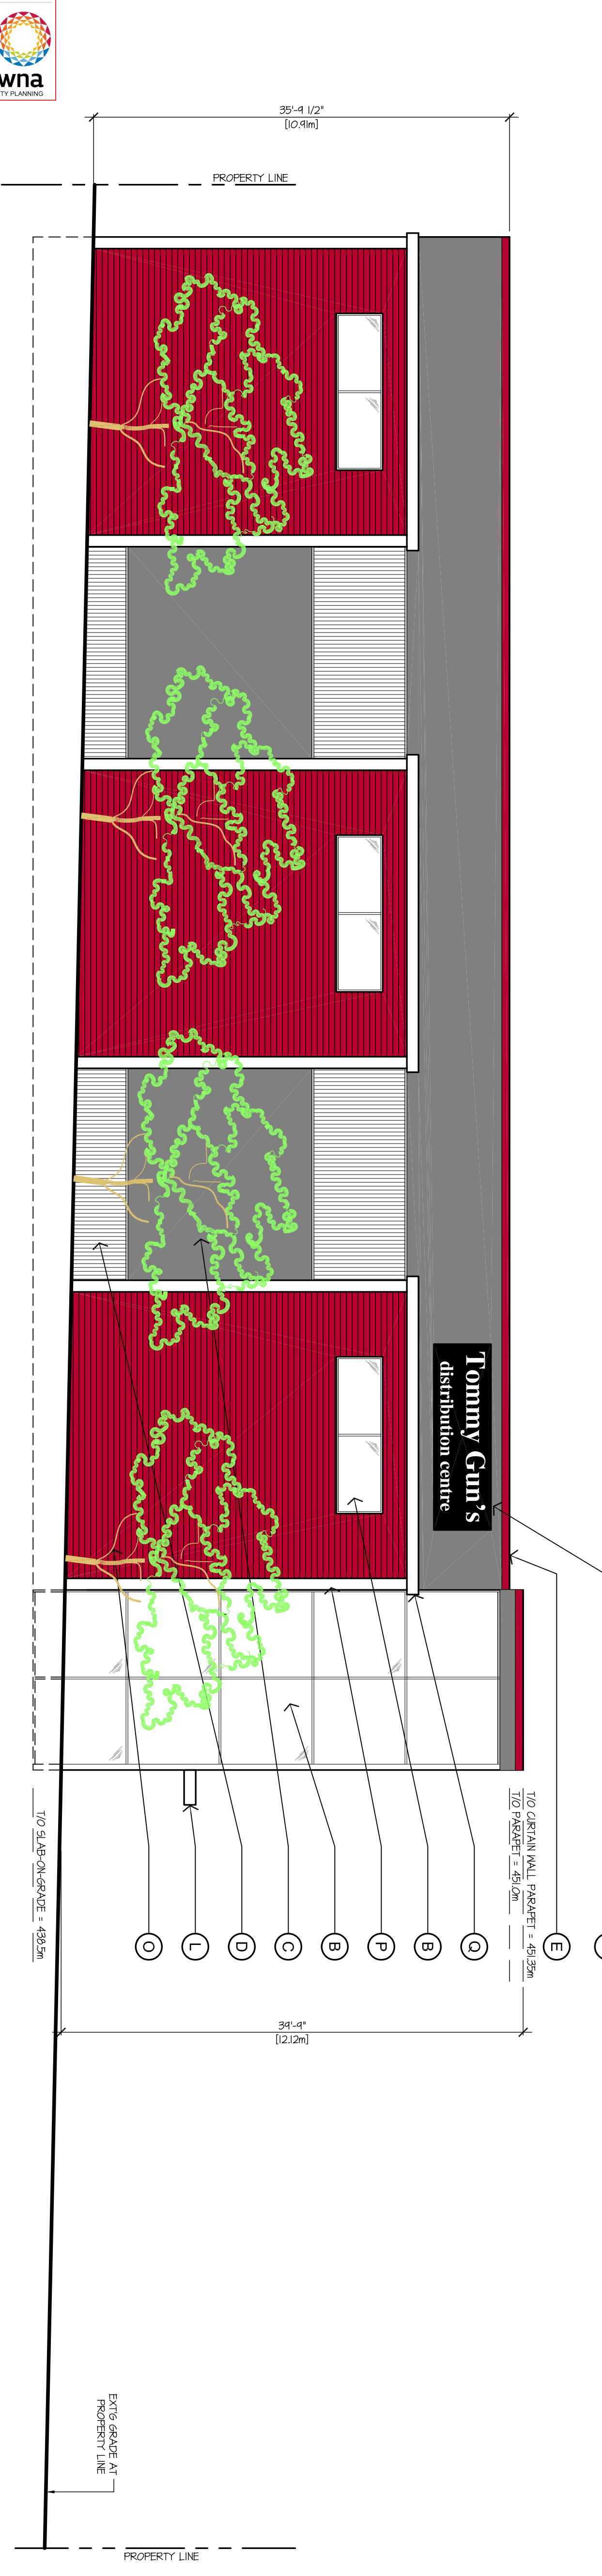 wna
TY PLANNING
35'-9 1/2"
[10.91m]
PROPERTY LINE
Tommy Gun's
distribution centre
T/O CURTAIN WALL PARAPET = 451.35m
T/O PARAPET = 451.0m
T/O SLAB-ON-GRADE = 438.5m
E
Q
B
P
B
C
D
L
O
39'-9"
[12.12m]
EXT'G GRADE AT
PROPERTY LINE
PROPERTY LINE